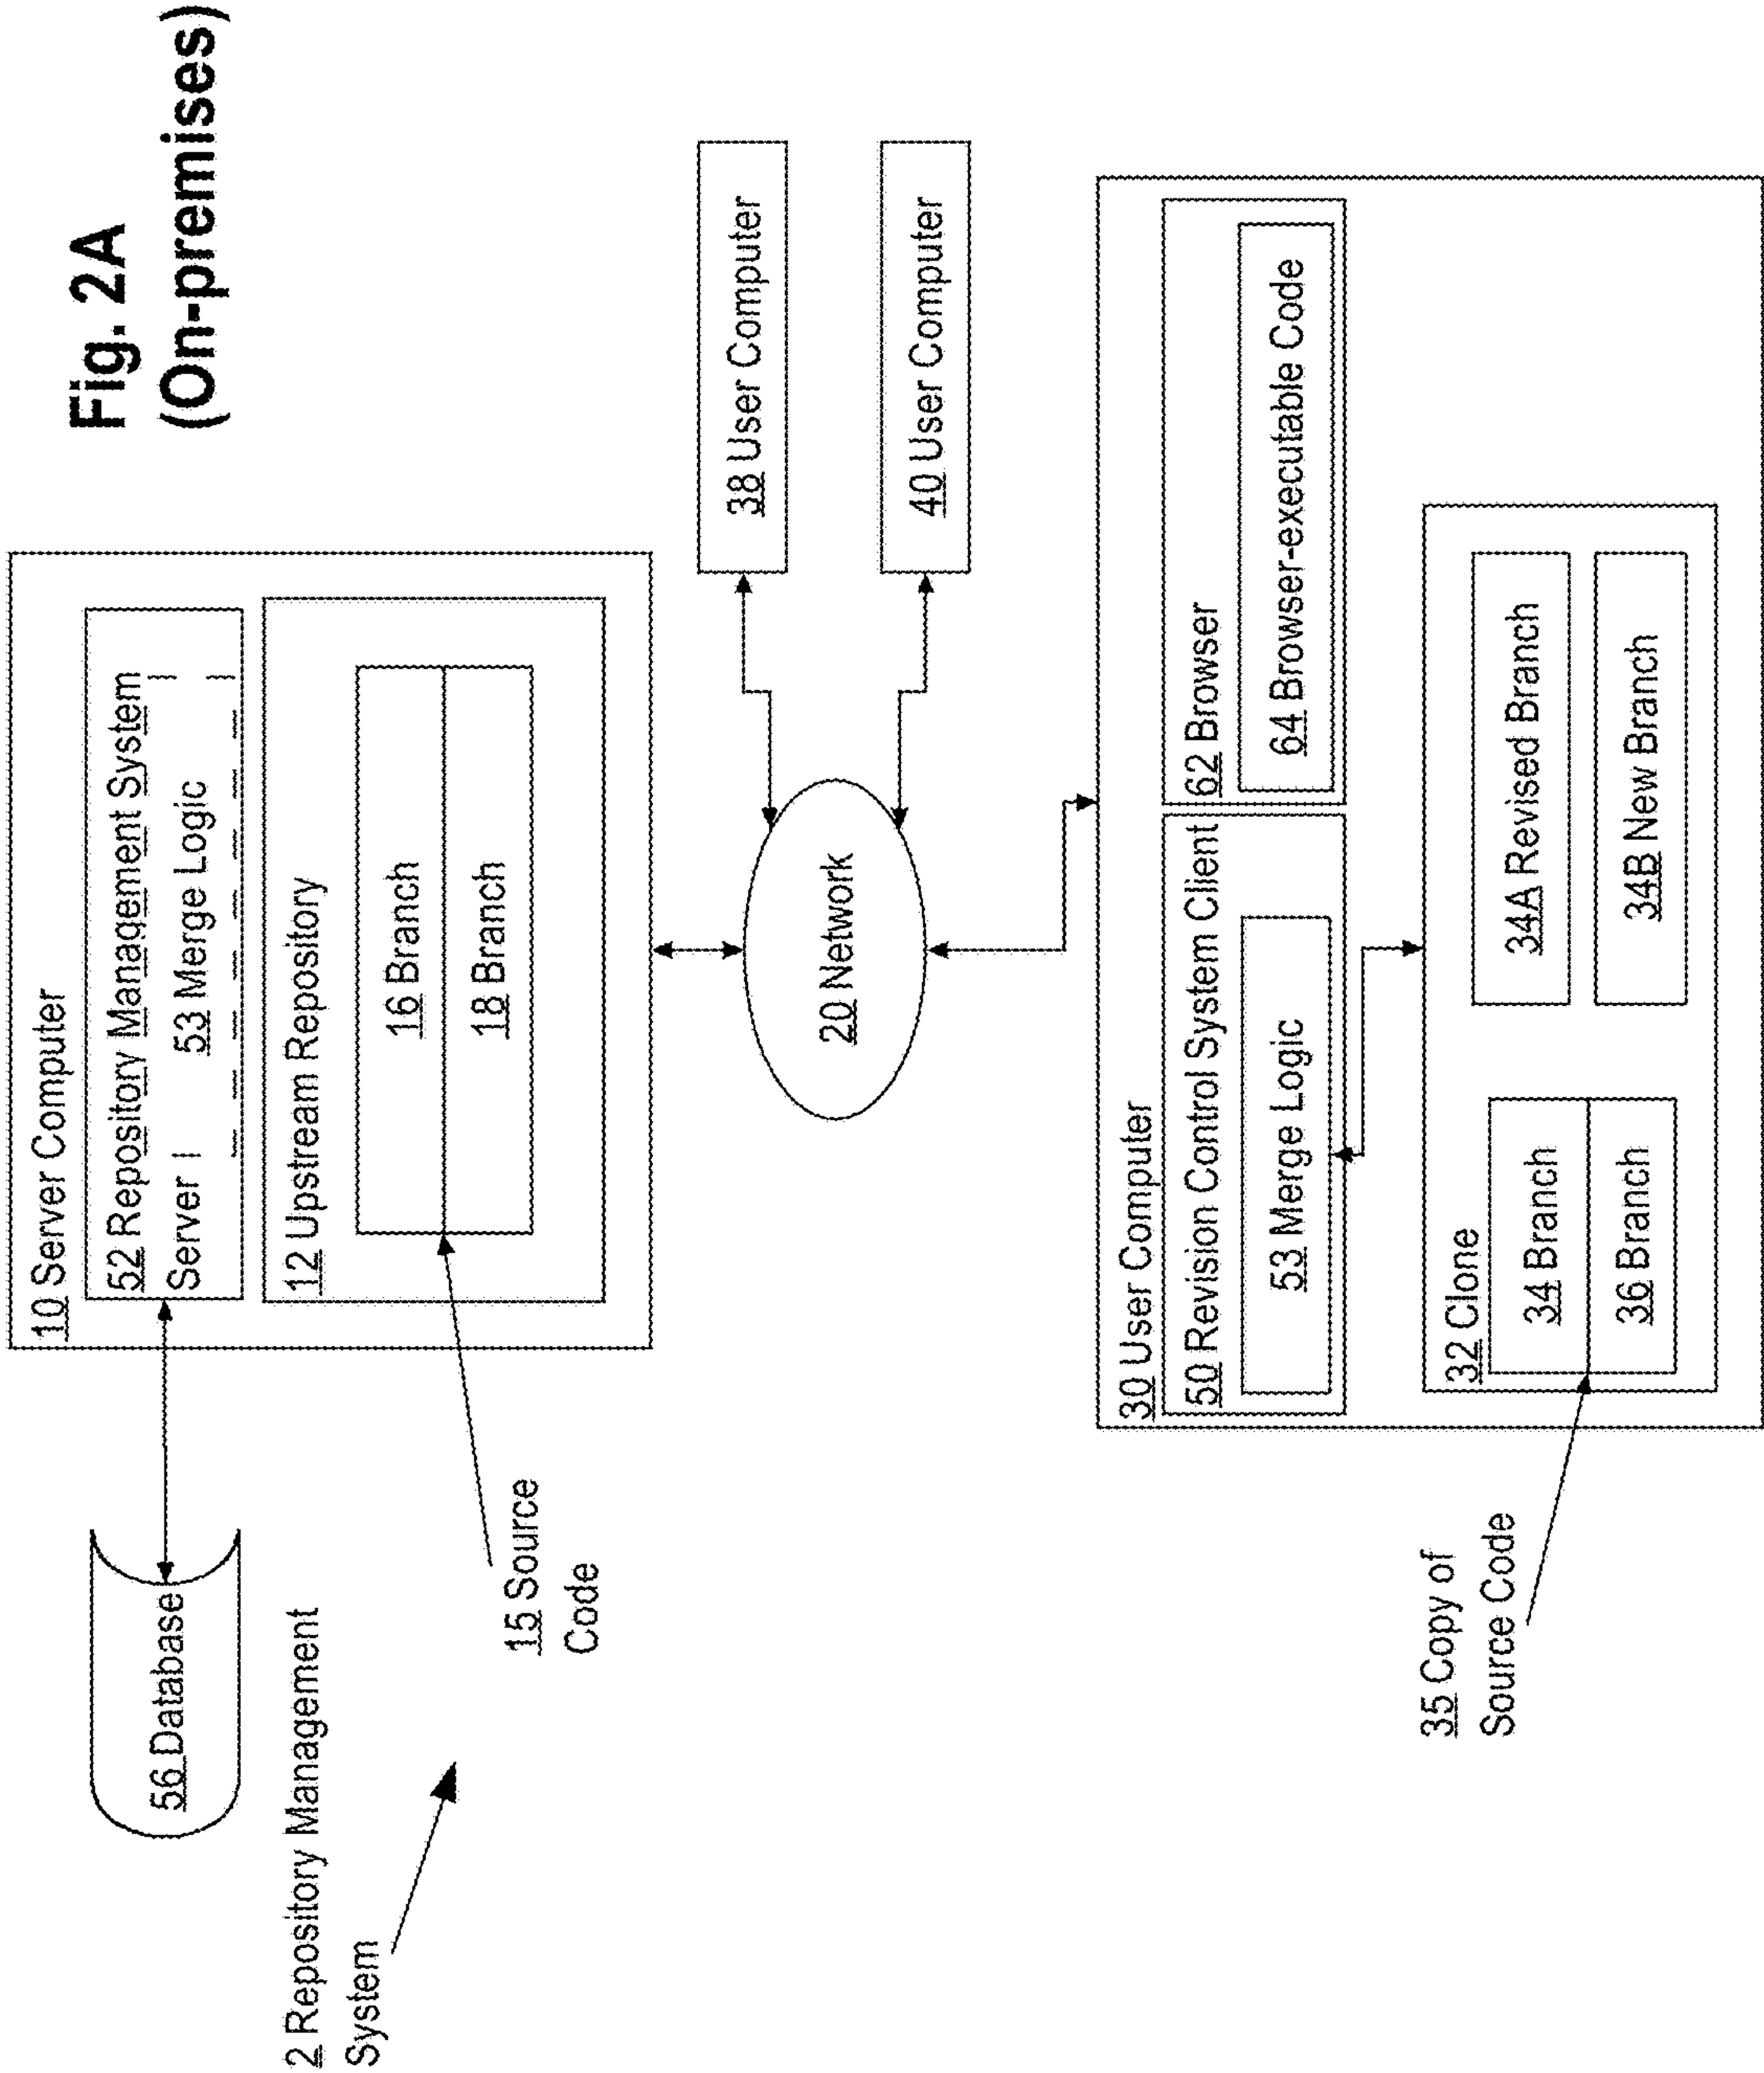 Fig. 2A
(On-premises)
10 Server Computer
52 Repository Management System
Server
53 Merge Logic
12 Upstream Repository
16 Branch
18 Branch
56 Database
2 Repository Management
System
15 Source
Code
38 User Computer
40 User Computer
20 Network
30 User Computer
50 Revision Control System Client
53 Merge Logic
62 Browser
64 Browser-executable Code
32 Clone
34 Branch
36 Branch
34A Revised Branch
34B New Branch
35 Copy of
Source Code